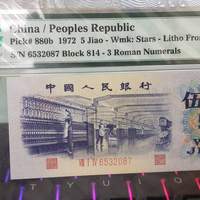 China / Peoples Republic
Pick# 880b 1972 5 Jiao - Wmk: Stars - Litho Fron
S/N 6532087 Block 814 - 3 Roman Numerals
中国人民银行
伍
VIII I IV 6532087